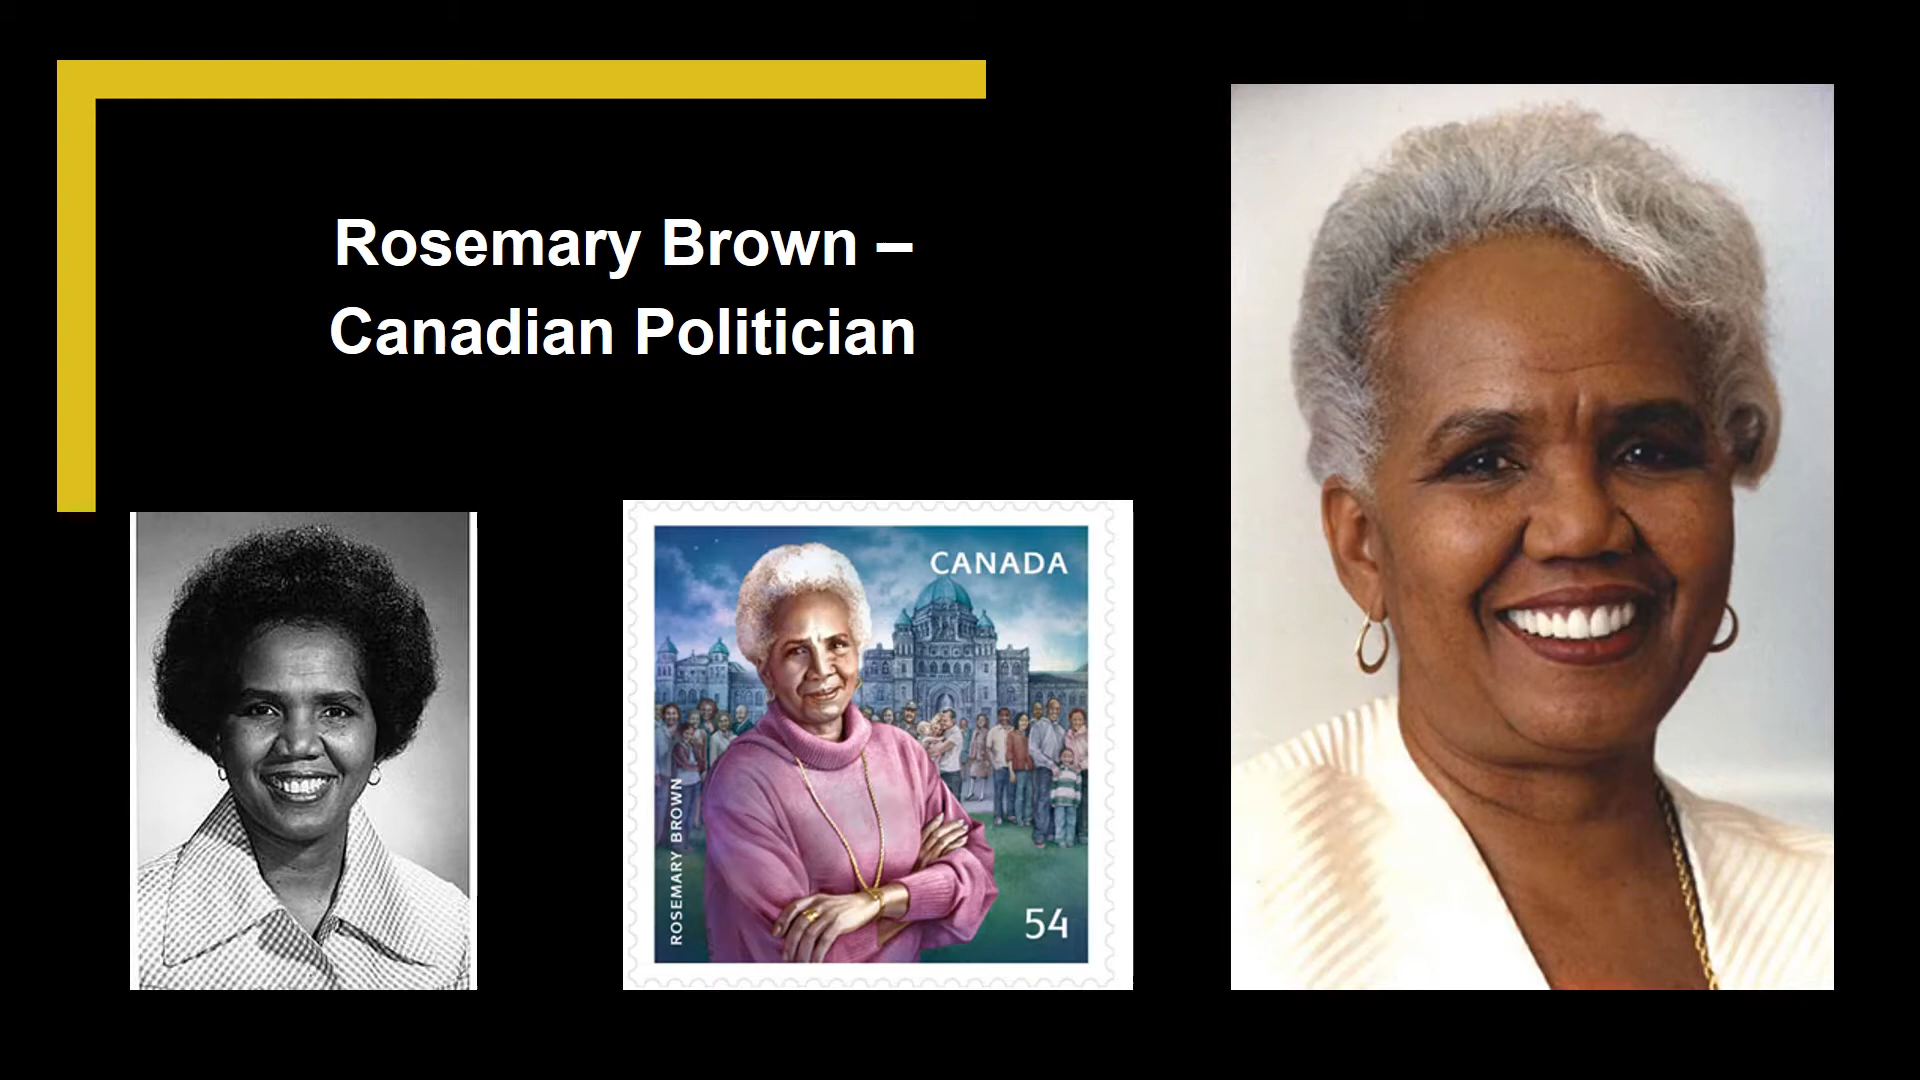 Rosemary Brown –
Canadian Politician
CANADA
ROSEMARY BROWN
54